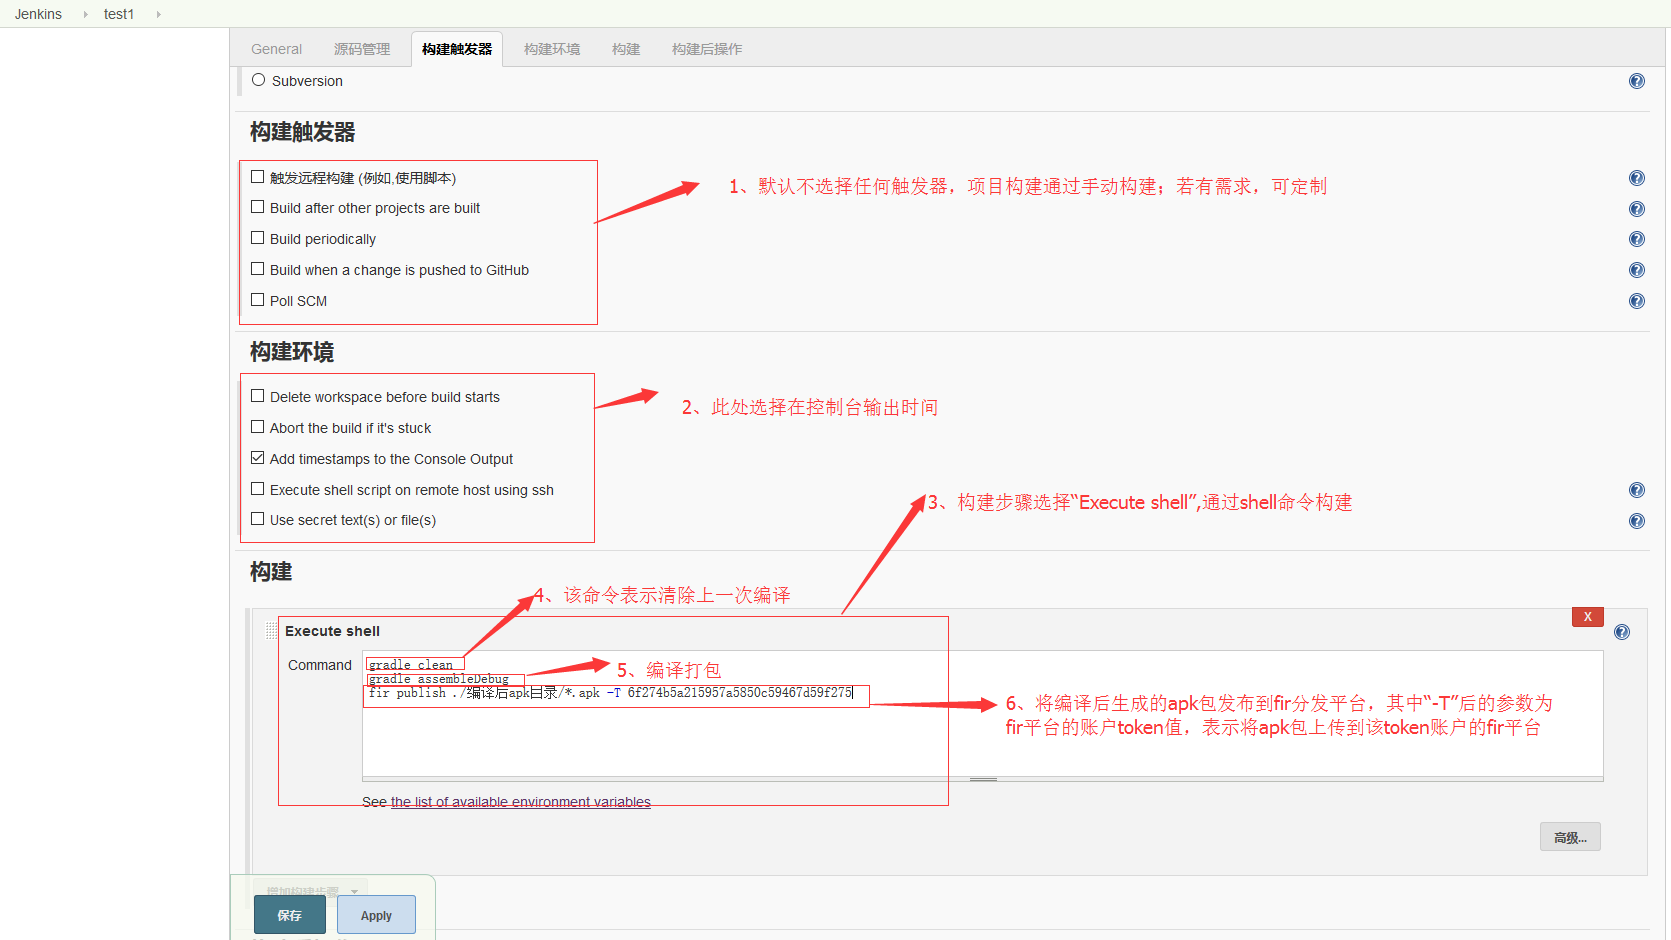 Jenkins test1
General 源码管理 构建触发器 构建环境 构建 构建后操作
Subversion
构建触发器
触发远程构建 (例如,使用脚本)
1、默认不选择任何触发器，项目构建通过手动构建；若有需求，可定制
Build after other projects are built
Build periodically
Build when a change is pushed to GitHub
Poll SCM
构建环境
Delete workspace before build starts
2、此处选择在控制台输出时间
Abort the build if it's stuck
Add timestamps to the Console Output
Execute shell script on remote host using ssh
3、构建步骤选择“Execute shell”,通过shell命令构建
Use secret text(s) or file(s)
构建
4、该命令表示清除上一次编译
X
Execute shell
Command
gradle clean
5、编译打包
gradle assembleDebug
fir publish ./编译后apk目录/*.apk -T 6f274b5a215957a5850c59467d59f275
6、将编译后生成的apk包发布到fir分发平台，其中“-T”后的参数为
fir平台的账户token值，表示将apk包上传到该token账户的fir平台
See the list of available environment variables
高级...
增加构建步骤
保存 Apply